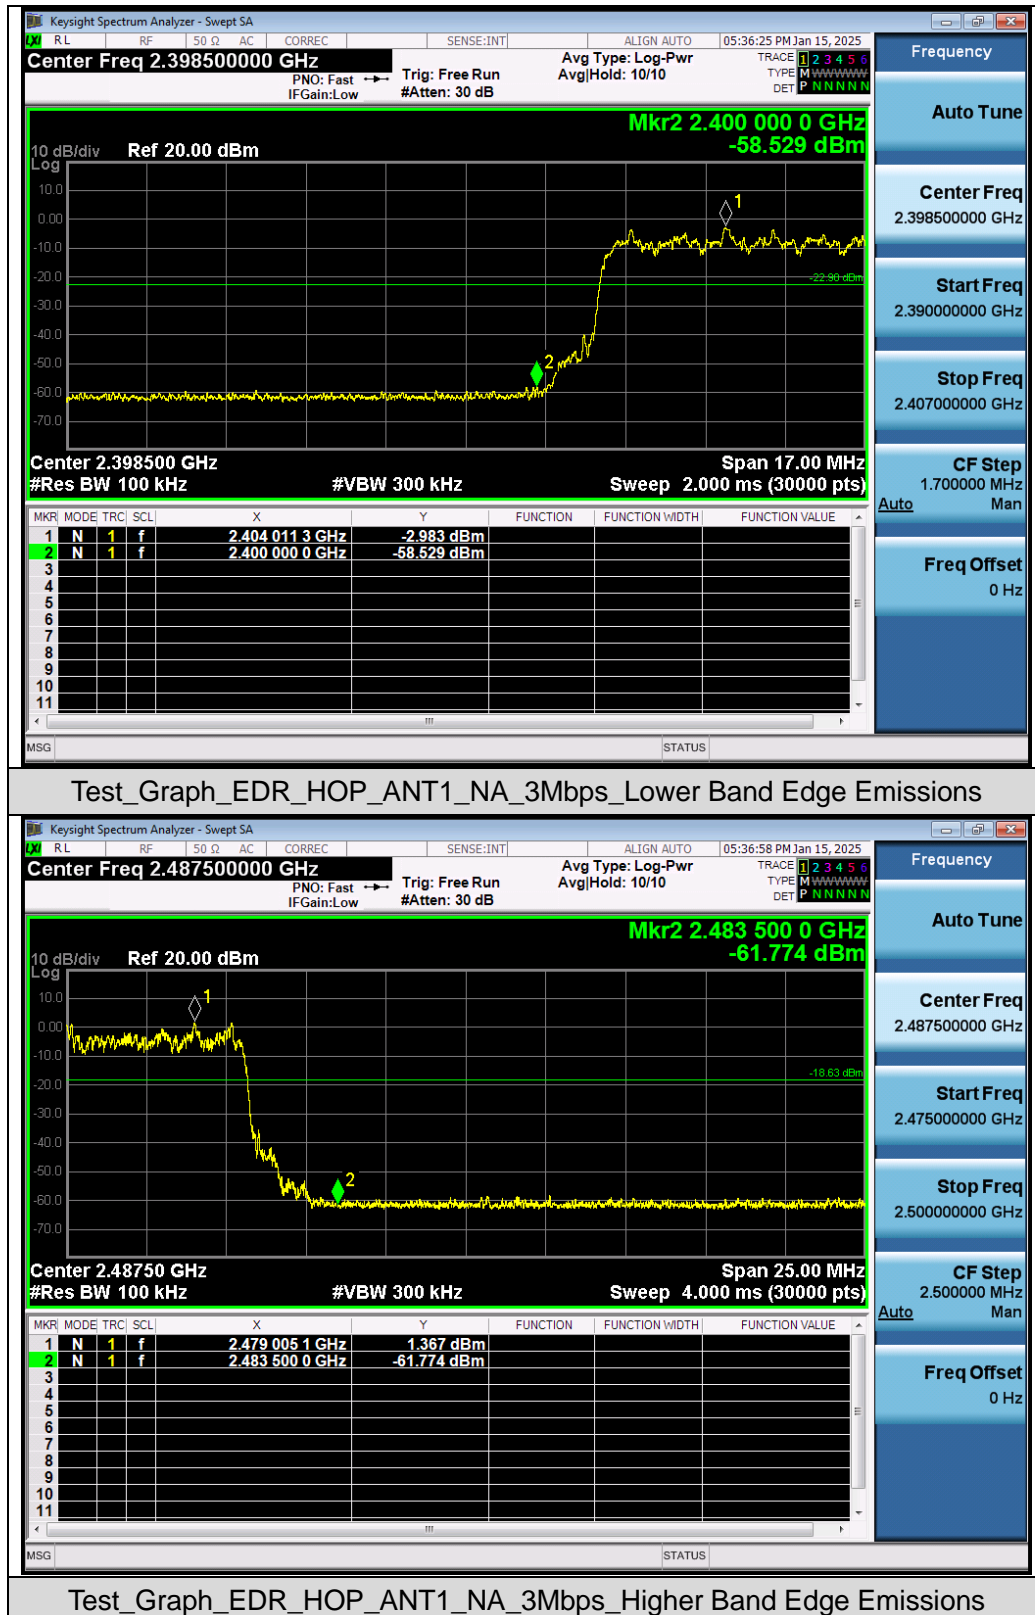 Keysight Spectrum Analyzer - Swept SA
LXI RL RF 50 Ω AC CORREC SENSE:INT ALIGN AUTO 05:36:25 PM Jan 15, 2025
Center Freq 2.398500000 GHz
PNO: Fast
IFGain:Low
Trig: Free Run
#Atten: 30 dB
Avg Type: Log-Pwr
Avg|Hold: 10/10
TRACE 1 2 3 4 5 6
TYPE M WWWWW
DET P N N N N N
Mkr2 2.400 000 0 GHz
-58.529 dBm
10 dB/div Ref 20.00 dBm
Log
10.0
0.00
-10.0
-20.0
-30.0
-40.0
-50.0
-60.0
-70.0
1
-22.98 dBm
2
Center 2.398500 GHz Span 17.00 MHz
#Res BW 100 kHz #VBW 300 kHz Sweep 2.000 ms (30000 pts)
MKR MODE TRC SCL X Y FUNCTION FUNCTION WIDTH FUNCTION VALUE
1 N 1 f 2.404 011 3 GHz -2.983 dBm
2 N 1 f 2.400 000 0 GHz -58.529 dBm
3
4
5
6
7
8
9
10
11
MSG STATUS
Frequency
Auto Tune
Center Freq
2.398500000 GHz
Start Freq
2.390000000 GHz
Stop Freq
2.407000000 GHz
CF Step
1.700000 MHz
Auto Man
Freq Offset
0 Hz
Test_Graph_EDR_HOP_ANT1_NA_3Mbps_Lower Band Edge Emissions
Keysight Spectrum Analyzer - Swept SA
LXI RL RF 50 Ω AC CORREC SENSE:INT ALIGN AUTO 05:36:58 PM Jan 15, 2025
Center Freq 2.487500000 GHz
PNO: Fast
IFGain:Low
Trig: Free Run
#Atten: 30 dB
Avg Type: Log-Pwr
Avg|Hold: 10/10
TRACE 1 2 3 4 5 6
TYPE M WWWWW
DET P N N N N N
Mkr2 2.483 500 0 GHz
-61.774 dBm
10 dB/div Ref 20.00 dBm
Log
10.0
0.00
-10.0
-20.0
-30.0
-40.0
-50.0
-60.0
-70.0
1
-18.63 dBm
2
Center 2.48750 GHz Span 25.00 MHz
#Res BW 100 kHz #VBW 300 kHz Sweep 4.000 ms (30000 pts)
MKR MODE TRC SCL X Y FUNCTION FUNCTION WIDTH FUNCTION VALUE
1 N 1 f 2.479 005 1 GHz 1.367 dBm
2 N 1 f 2.483 500 0 GHz -61.774 dBm
3
4
5
6
7
8
9
10
11
MSG STATUS
Frequency
Auto Tune
Center Freq
2.487500000 GHz
Start Freq
2.475000000 GHz
Stop Freq
2.500000000 GHz
CF Step
2.500000 MHz
Auto Man
Freq Offset
0 Hz
Test_Graph_EDR_HOP_ANT1_NA_3Mbps_Higher Band Edge Emissions